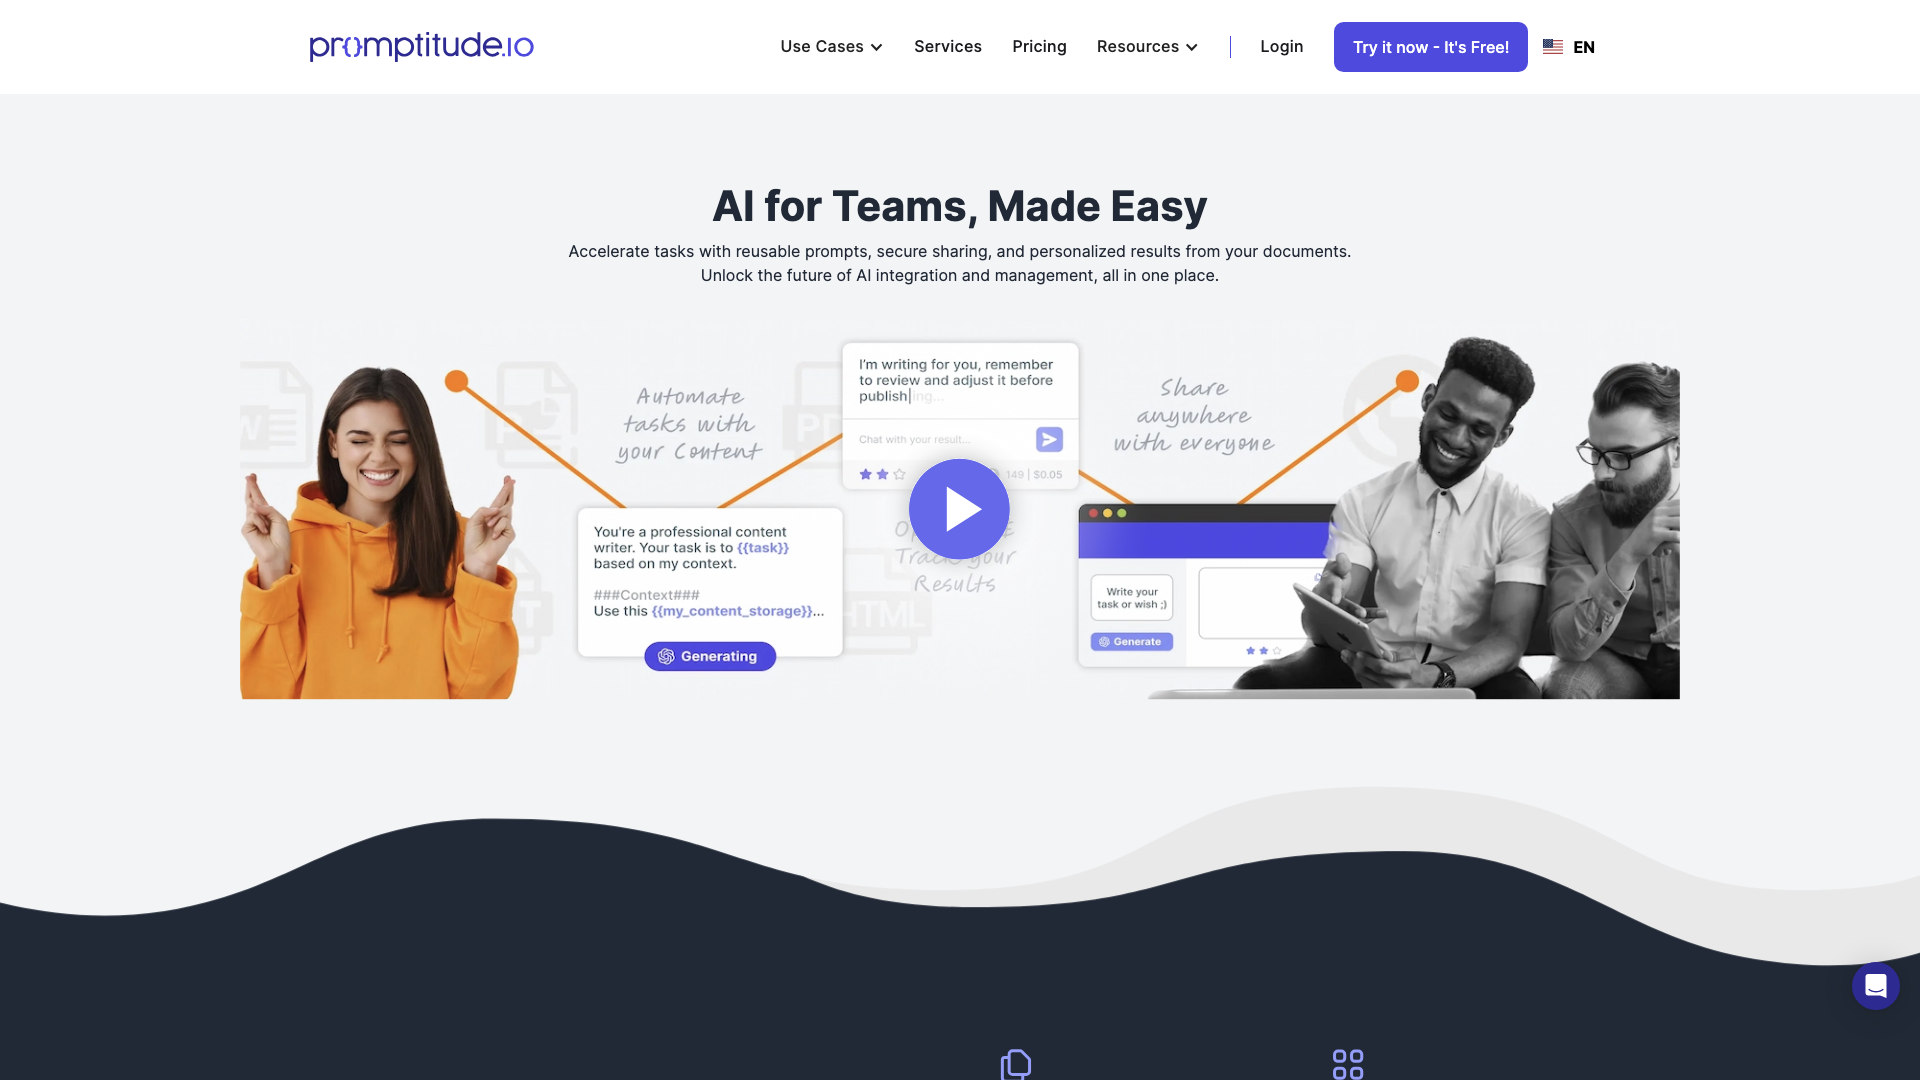 promptitude.io
Use Cases
Services
Pricing
Resources
Login
Try it now - It's Free!
EN
AI for Teams, Made Easy
Accelerate tasks with reusable prompts, secure sharing, and personalized results from your documents.
Unlock the future of AI integration and management, all in one place.
Automate
tasks with
your Content
I'm writing for you, remember
to review and adjust it before
publish|ing...
Chat with your result...
149 | $0.05
Share
anywhere
with everyone
You're a professional content
writer. Your task is to {{task}}
based on my context.
###Context###
Use this {{my_content_storage}}...
Generating
Track your
Results
HTML
Write your
task or wish ;)
Generate